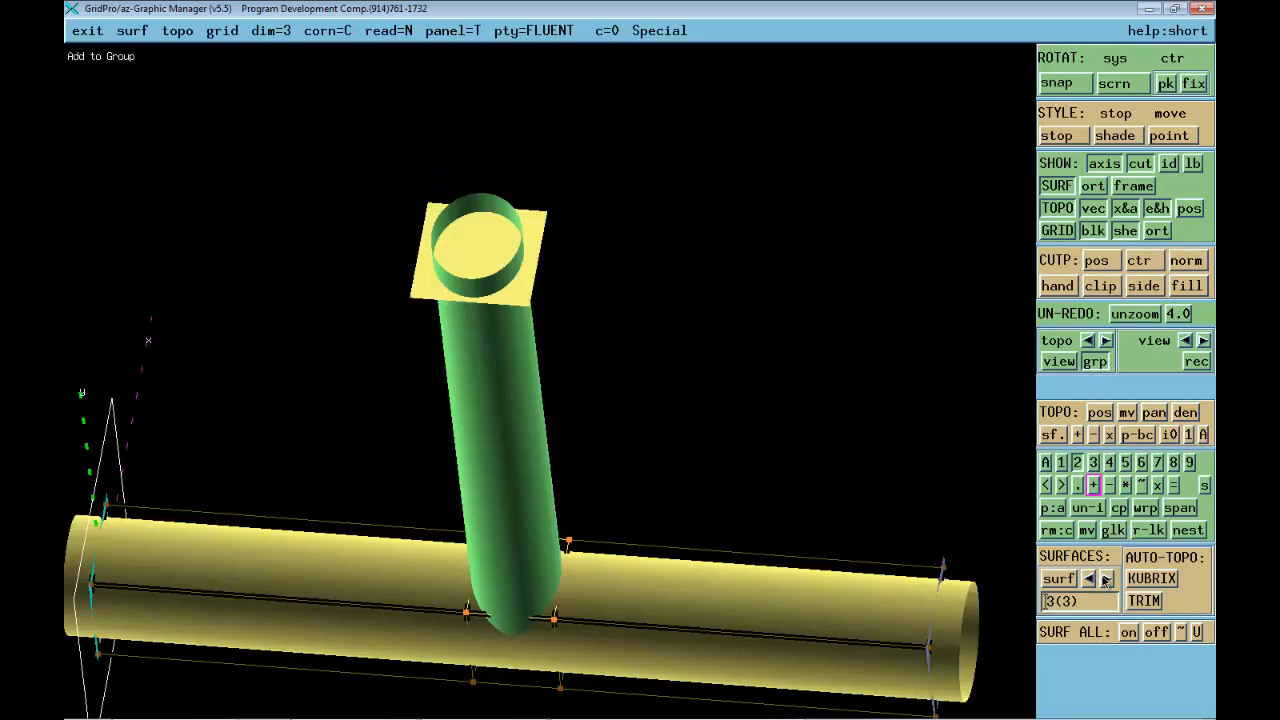 GridPro/az-Graphic Manager (v5.5) Program Development Comp.(914)761-1732
exit surf topo grid dim=3 corn=C read=N panel=T pty=FLUENT c=0 Special help:short
Add to Group
ROTAT: sys ctr
snap scrn pk fix
STYLE: stop move
stop shade point
SHOW: axis cut id lb
SURF ort frame
TOPO vec x&a e&h pos
GRID blk she ort
CUTP: pos ctr norm
hand clip side fill
UN-REDO: unzoom 4.0
topo view
view grp rec
TOPO: pos mv pan den
sf. + - x p-bc i0 1 A
A 1 2 3 4 5 6 7 8 9
< > . + - * ~ x = s
p:a un-i cp wrp span
rm:c mv glk r-lk nest
SURFACES: AUTO-TOPO:
surf KUBRIX
3(3) TRIM
SURF ALL: on off ~ U
x
y